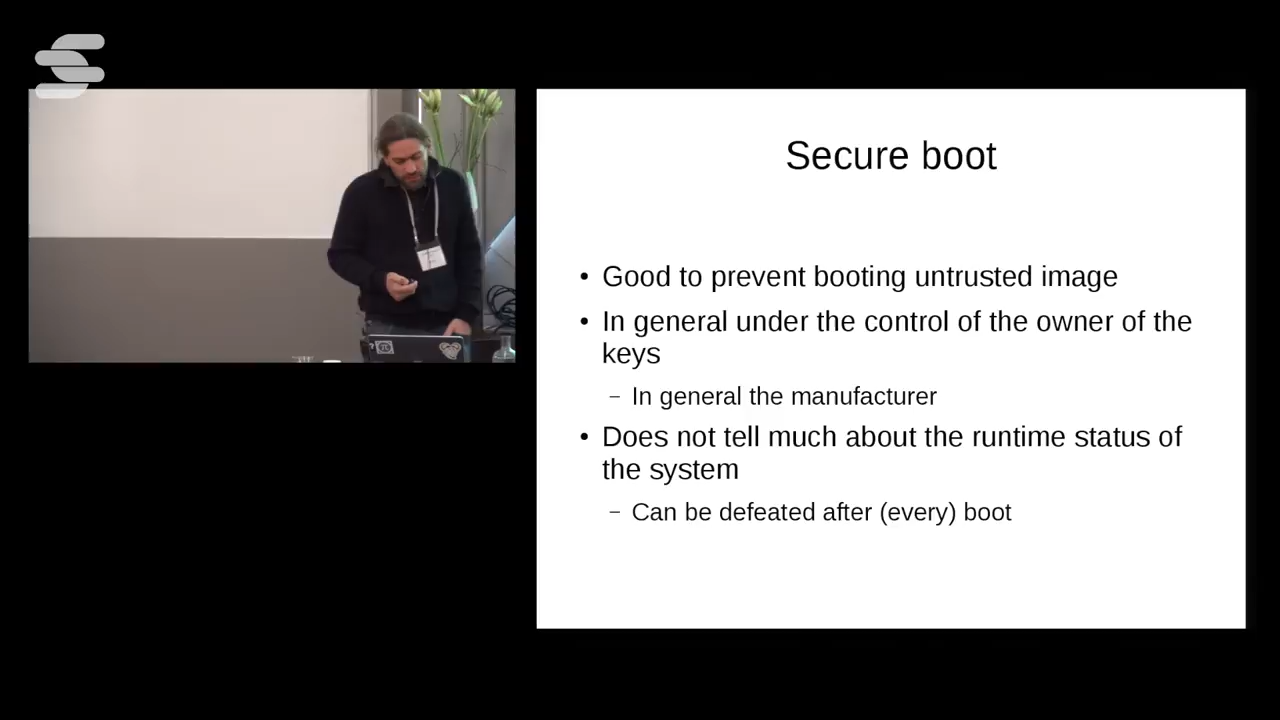 Secure boot
• Good to prevent booting untrusted image
• In general under the control of the owner of the
keys
– In general the manufacturer
• Does not tell much about the runtime status of
the system
– Can be defeated after (every) boot